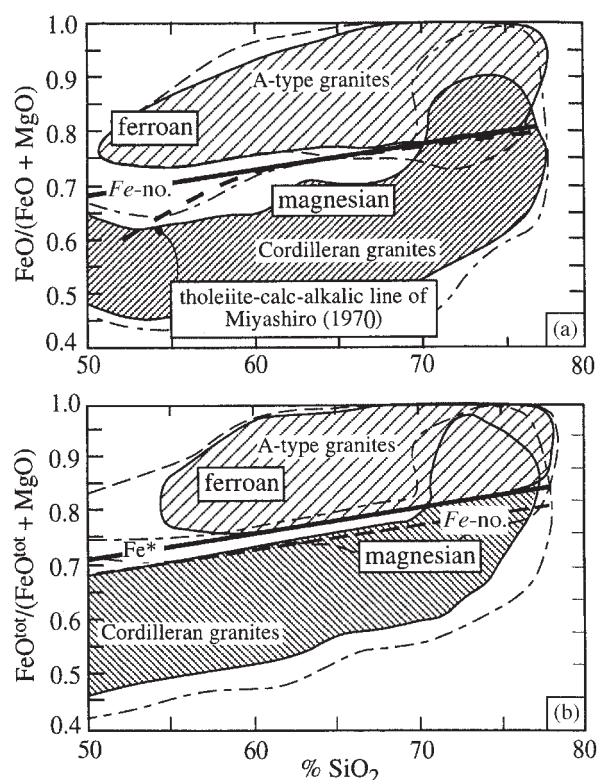 1.0
0.9
0.8
0.7
0.6
0.5
0.4
FeO/(FeO + MgO)
A-type granites
ferroan
Fe-no.
magnesian
Cordilleran granites
tholeiite-calc-alkalic line of
Miyashiro (1970)
(a)
50
60
70
80
1.0
0.9
0.8
0.7
0.6
0.5
0.4
FeOtot/(FeOtot + MgO)
A-type granites
ferroan
Fe-no.
Fe*
magnesian
Cordilleran granites
(b)
50
60
70
80
% SiO2